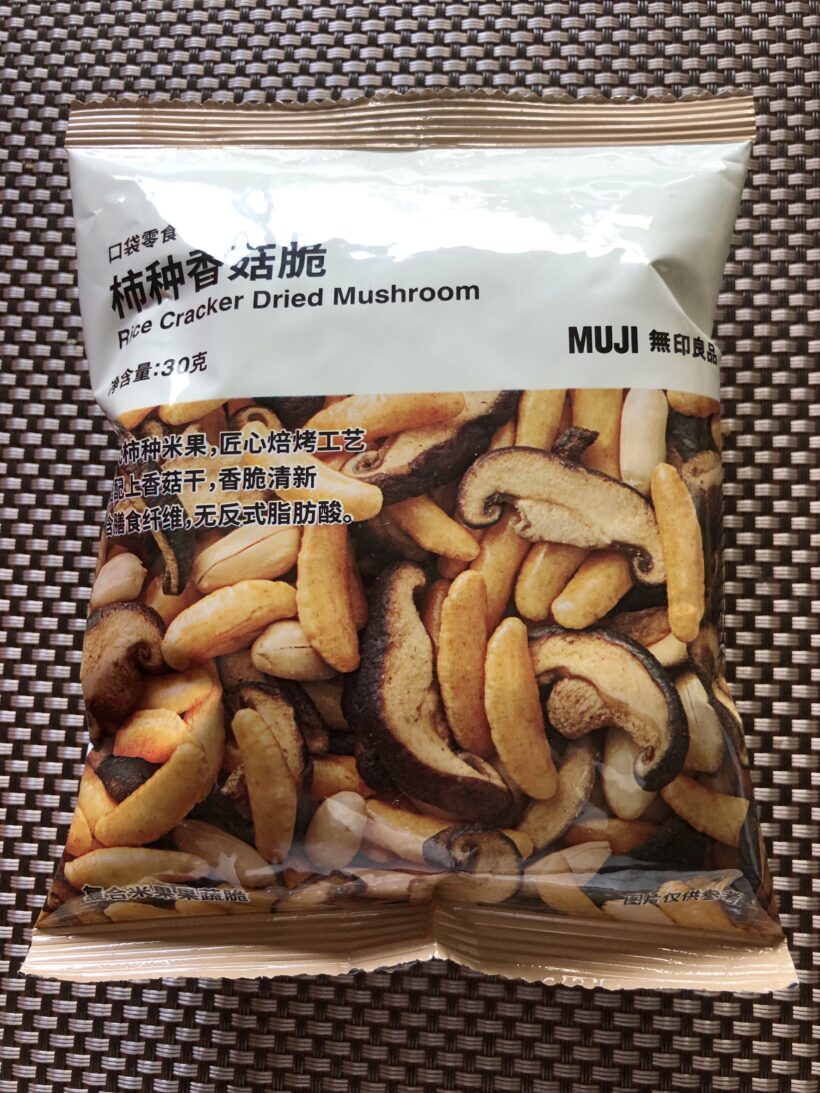 口袋零食
柿种香菇脆
Rice Cracker Dried Mushroom
净含量:30克
MUJI 無印良品
柿种米果,匠心焙烤工艺
配上香菇干,香脆清新
含膳食纤维,无反式脂肪酸。
复合米果果蔬脆
图片仅供参考